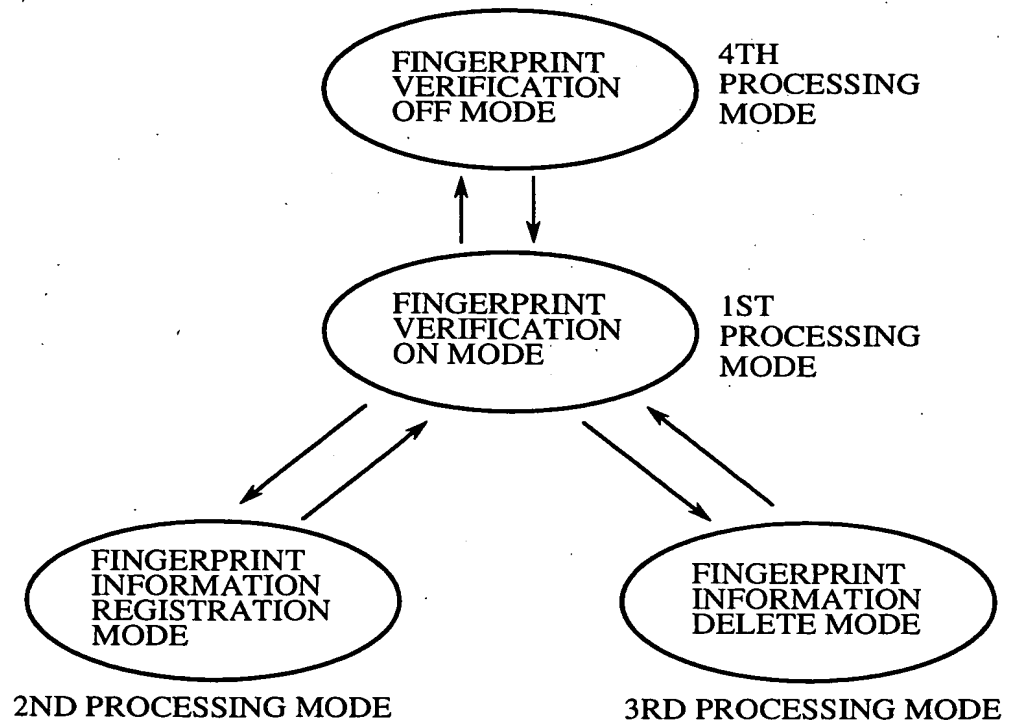 FINGERPRINT
VERIFICATION
OFF MODE
4TH
PROCESSING
MODE
FINGERPRINT
VERIFICATION
ON MODE
1ST
PROCESSING
MODE
FINGERPRINT
INFORMATION
REGISTRATION
MODE
2ND PROCESSING MODE
FINGERPRINT
INFORMATION
DELETE MODE
3RD PROCESSING MODE